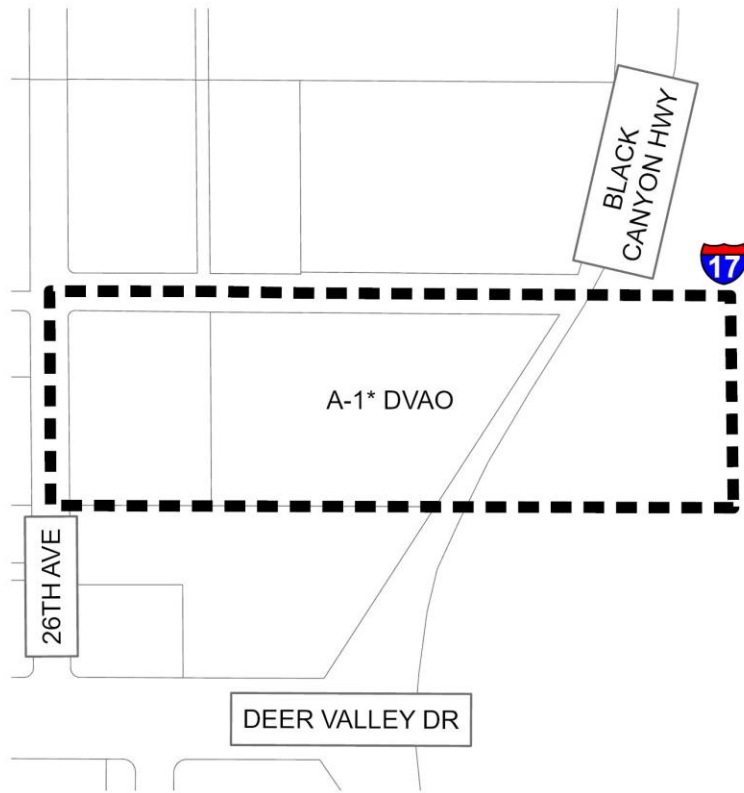 BLACK
CANYON HWY
17
A-1* DVAO
26TH AVE
DEER VALLEY DR